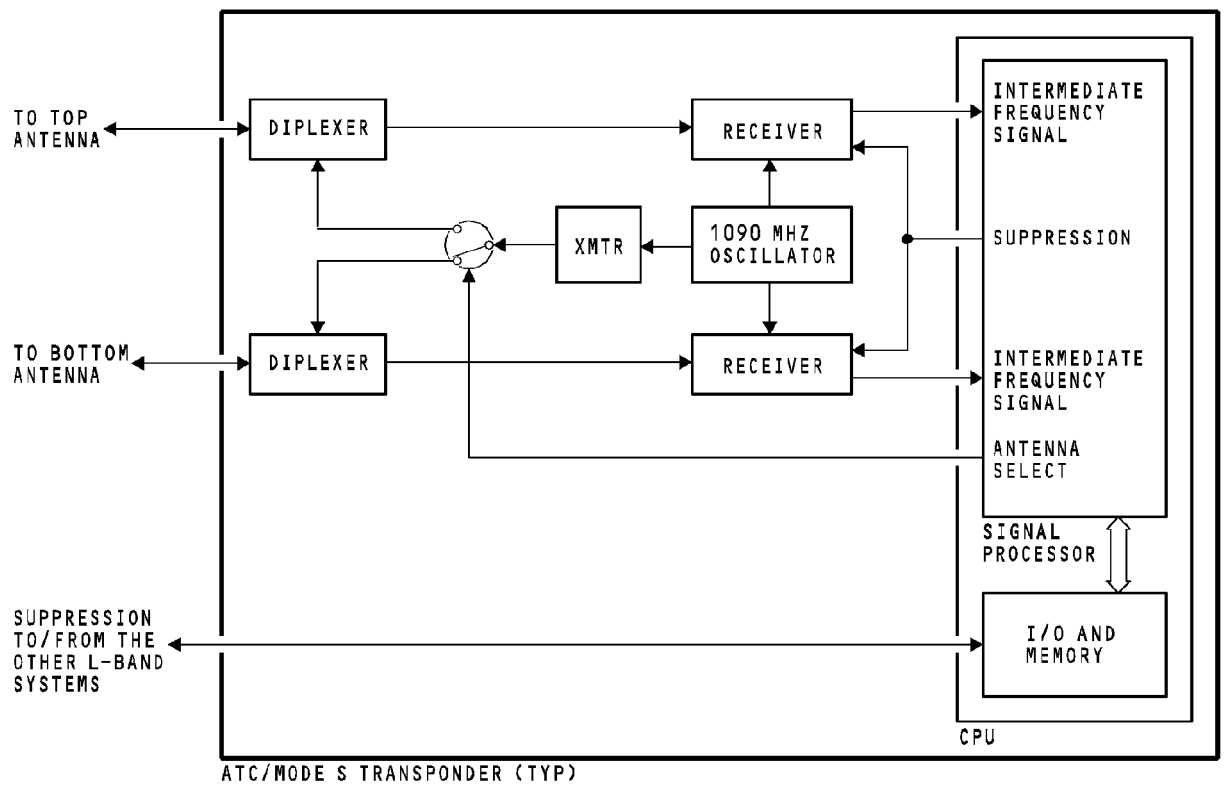 TO TOP
ANTENNA
DIPLEXER
RECEIVER
INTERMEDIATE
FREQUENCY
SIGNAL
XMTR
1090 MHZ
OSCILLATOR
SUPPRESSION
TO BOTTOM
ANTENNA
DIPLEXER
RECEIVER
INTERMEDIATE
FREQUENCY
SIGNAL
ANTENNA
SELECT
SIGNAL
PROCESSOR
SUPPRESSION
TO/FROM THE
OTHER L-BAND
SYSTEMS
I/O AND
MEMORY
CPU
ATC/MODE S TRANSPONDER (TYP)